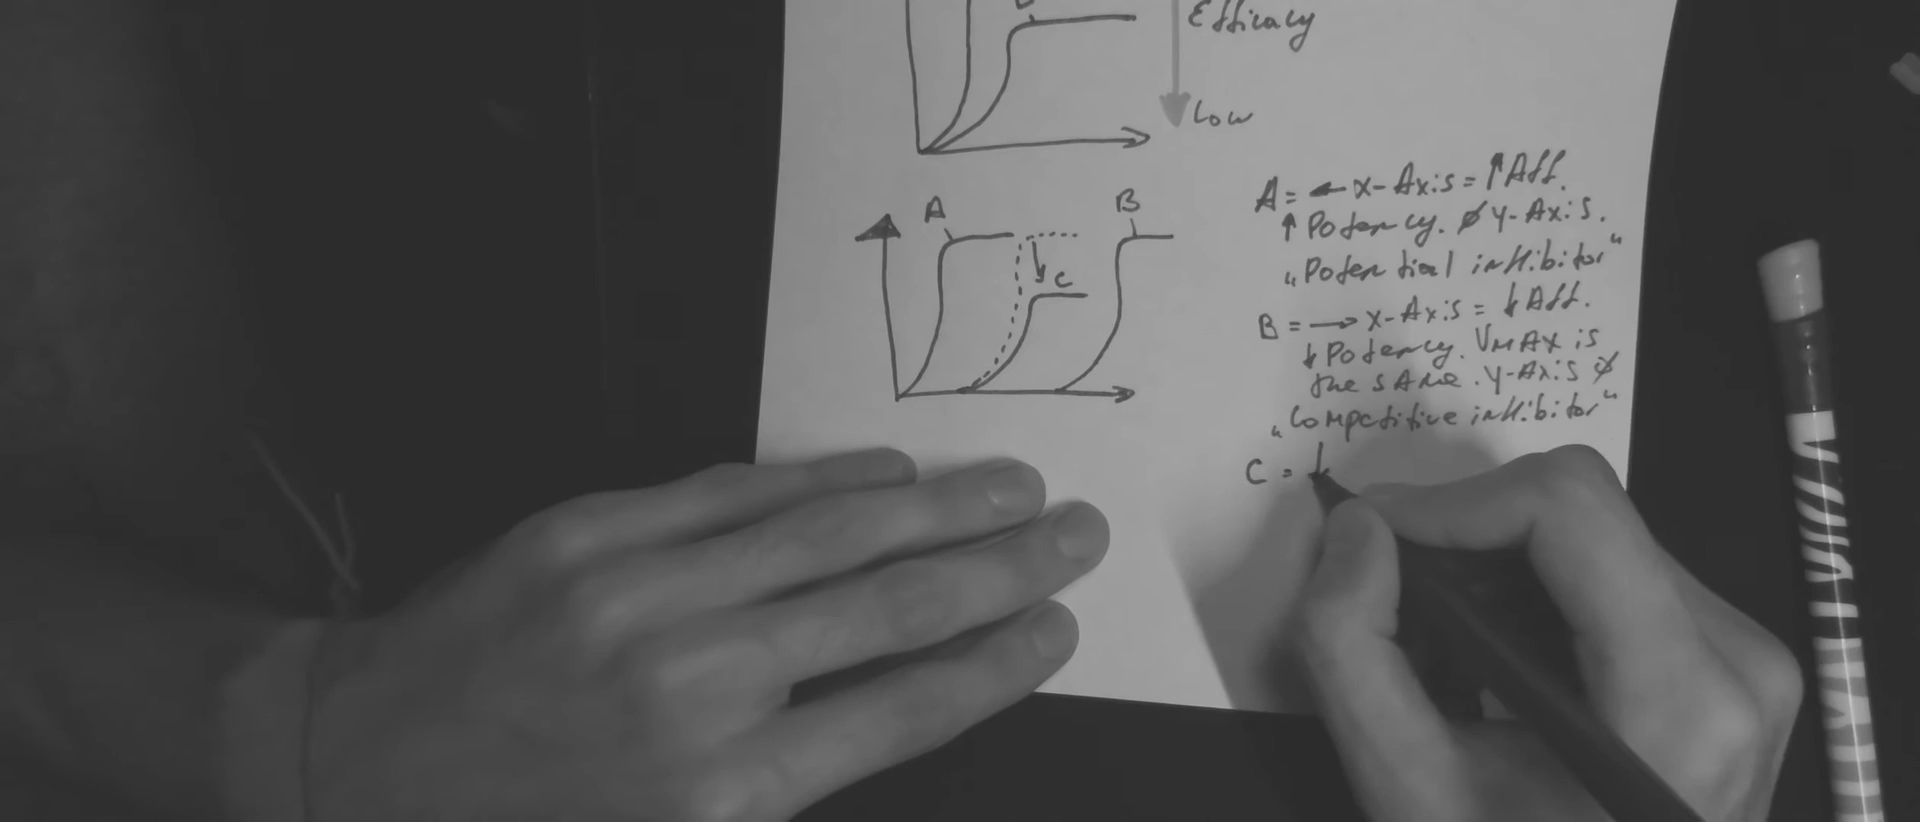 Efficacy
Low
A
B
C
A = ← x-Axis = ↑ Aff.
↑ Potency. ∅ y-Axis.
„Potential inhibitor“
B = → x-Axis = ↓ Aff.
↓ Potency. VMAX is
the sAme. y-Axis ∅
„Competitive inhibitor“
C = ↓